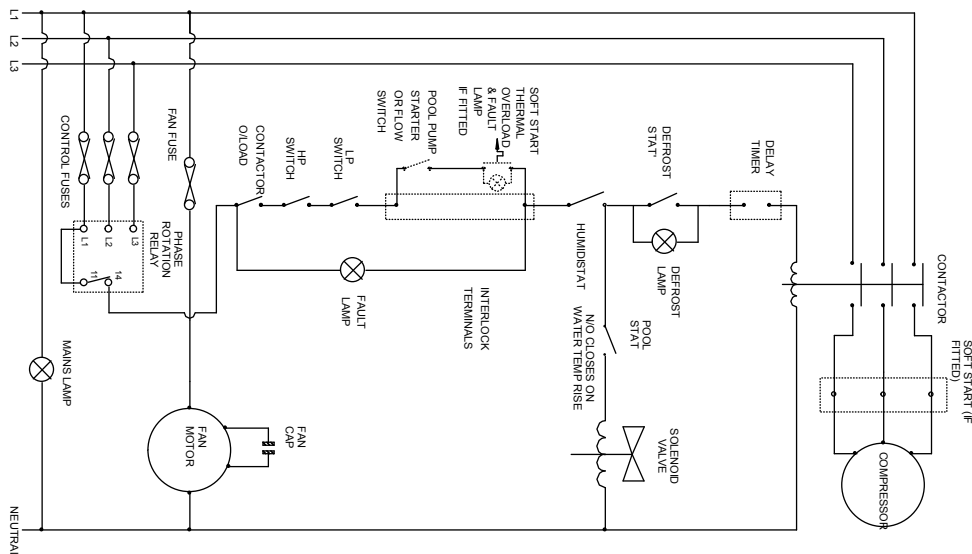 L1
L2
L3
CONTROL FUSES
L1
L2
L3
11
14
PHASE
ROTATION
RELAY
FAN FUSE
MAINS LAMP
FAN
MOTOR
FAN
CAP
CONTACTOR
O/LOAD
HP
SWITCH
LP
SWITCH
POOL PUMP
STARTER
OR FLOW
SWITCH
SOFT START
THERMAL
OVERLOAD
& FAULT
LAMP
IF FITTED
FAULT
LAMP
INTERLOCK
TERMINALS
HUMIDISTAT
DEFROST
STAT'
DEFROST
LAMP
DELAY
TIMER
POOL
STAT
N/O CLOSES ON
WATER TEMP RISE
SOLENOID
VALVE
CONTACTOR
SOFT START (IF
FITTED)
COMPRESSOR
NEUTRAL